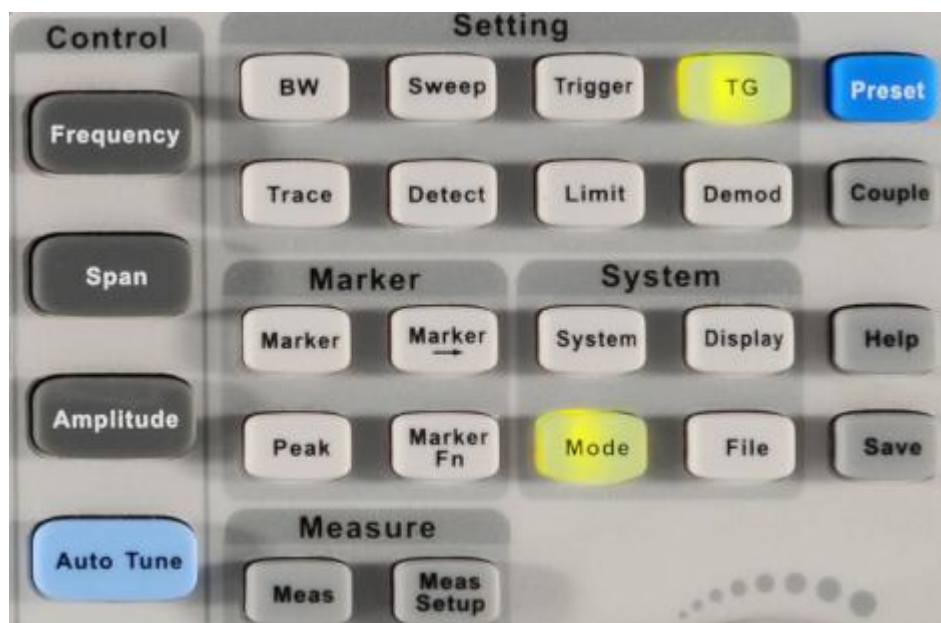 Control
Setting
BW
Sweep
Trigger
TG
Preset
Frequency
Trace
Detect
Limit
Demod
Couple
Span
Marker
System
Marker
Marker
System
Display
Help
Amplitude
Peak
Marker
Fn
Mode
File
Save
Measure
Auto Tune
Meas
Meas
Setup